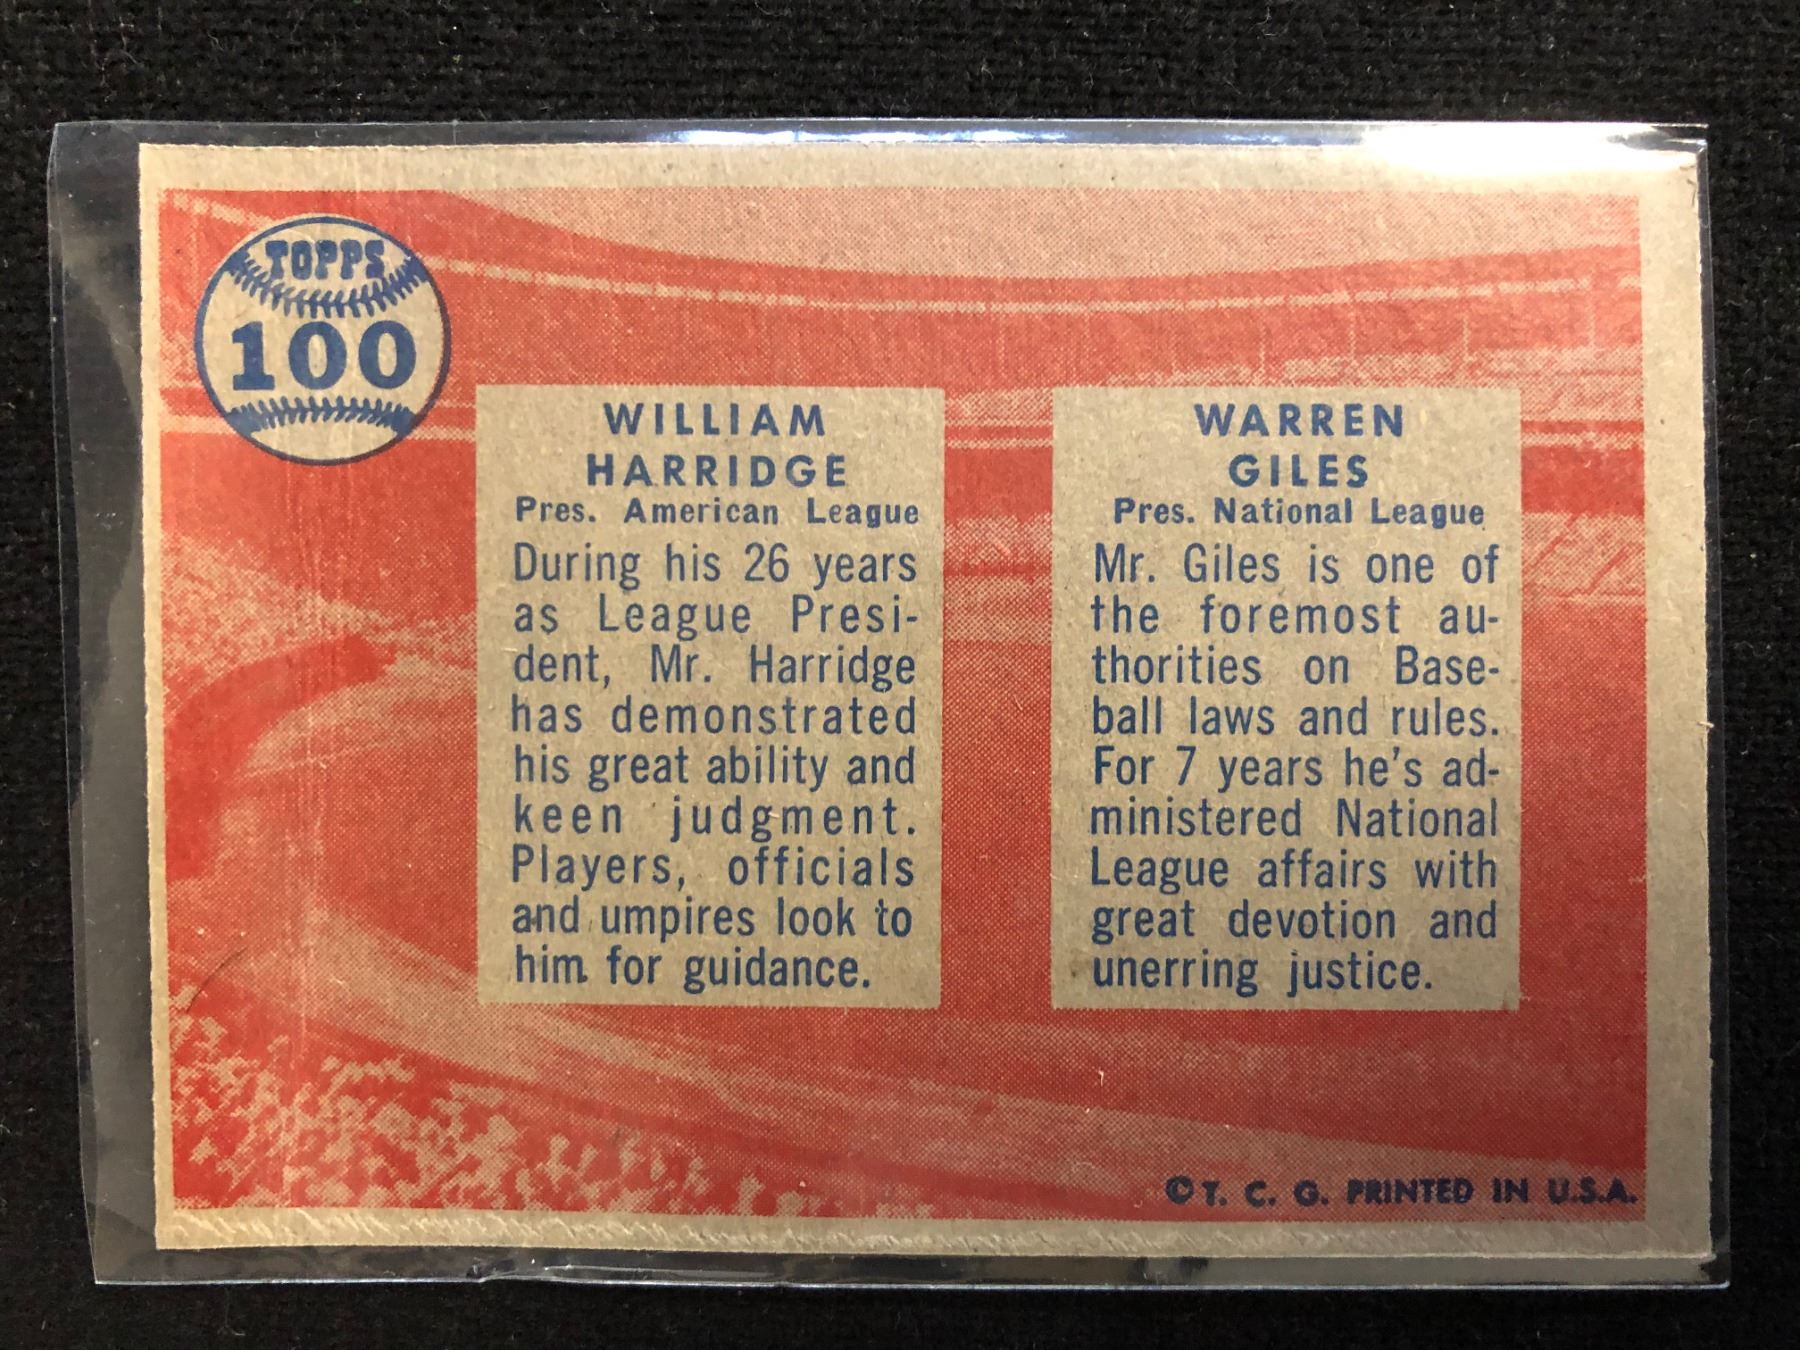 TOPPS
100
WILLIAM
HARRIDGE
Pres. American League
During his 26 years
as League Presi-
dent, Mr. Harridge
has demonstrated
his great ability and
keen judgment.
Players, officials
and umpires look to
him for guidance.
WARREN
GILES
Pres. National League
Mr. Giles is one of
the foremost au-
thorities on Base-
ball laws and rules.
For 7 years he's ad-
ministered National
League affairs with
great devotion and
unerring justice.
© T. C. G. PRINTED IN U.S.A.